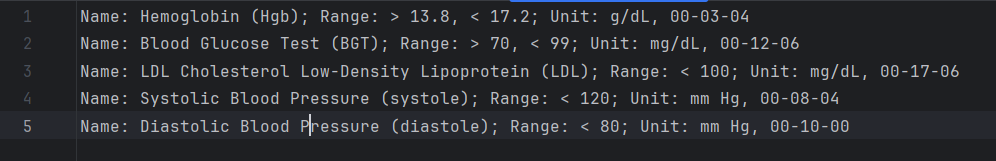 1 Name: Hemoglobin (Hgb); Range: > 13.8, < 17.2; Unit: g/dL, 00-03-04
2 Name: Blood Glucose Test (BGT); Range: > 70, < 99; Unit: mg/dL, 00-12-06
3 Name: LDL Cholesterol Low-Density Lipoprotein (LDL); Range: < 100; Unit: mg/dL, 00-17-06
4 Name: Systolic Blood Pressure (systole); Range: < 120; Unit: mm Hg, 00-08-04
5 Name: Diastolic Blood Pressure (diastole); Range: < 80; Unit: mm Hg, 00-10-00